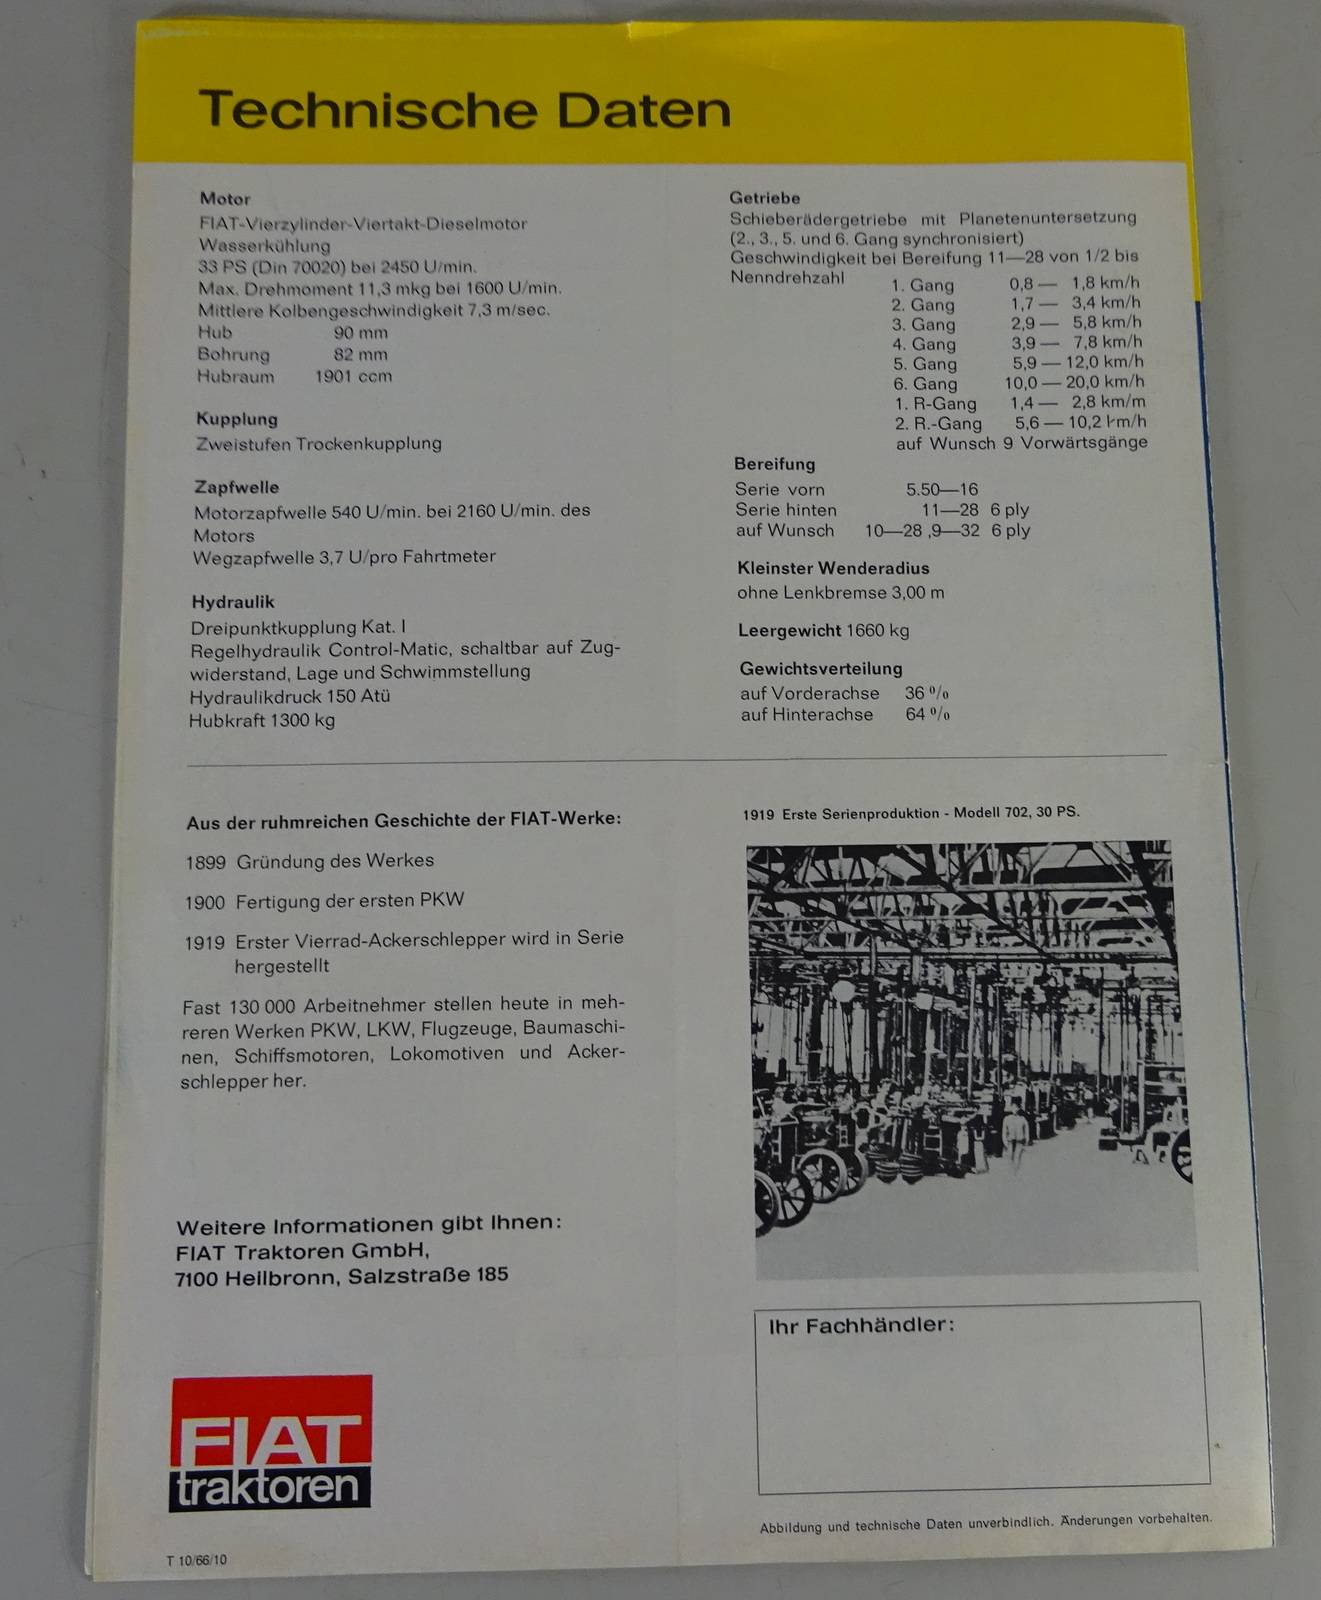 Technische Daten
Motor
FIAT-Vierzylinder-Viertakt-Dieselmotor
Wasserkühlung
33 PS (Din 70020) bei 2450 U/min.
Max. Drehmoment 11,3 mkg bei 1600 U/min.
Mittlere Kolbengeschwindigkeit 7,3 m/sec.
Hub 90 mm
Bohrung 82 mm
Hubraum 1901 ccm
Kupplung
Zweistufen Trockenkupplung
Zapfwelle
Motorzapfwelle 540 U/min. bei 2160 U/min. des
Motors
Wegzapfwelle 3,7 U/pro Fahrtmeter
Hydraulik
Dreipunktkupplung Kat. I
Regelhydraulik Control-Matic, schaltbar auf Zug-
widerstand, Lage und Schwimmstellung
Hydraulikdruck 150 Atü
Hubkraft 1300 kg
Getriebe
Schieberädergetriebe mit Planetenuntersetzung
(2., 3., 5. und 6. Gang synchronisiert)
Geschwindigkeit bei Bereifung 11—28 von 1/2 bis
Nenndrehzahl
1. Gang 0,8 — 1,8 km/h
2. Gang 1,7 — 3,4 km/h
3. Gang 2,9 — 5,8 km/h
4. Gang 3,9 — 7,8 km/h
5. Gang 5,9 — 12,0 km/h
6. Gang 10,0 — 20,0 km/h
1. R-Gang 1,4 — 2,8 km/m
2. R.-Gang 5,6 — 10,2 km/h
auf Wunsch 9 Vorwärtsgänge
Bereifung
Serie vorn 5.50—16
Serie hinten 11—28 6 ply
auf Wunsch 10—28 ,9—32 6 ply
Kleinster Wenderadius
ohne Lenkbremse 3,00 m
Leergewicht 1660 kg
Gewichtsverteilung
auf Vorderachse 36 %
auf Hinterachse 64 %
Aus der ruhmreichen Geschichte der FIAT-Werke:
1899 Gründung des Werkes
1900 Fertigung der ersten PKW
1919 Erster Vierrad-Ackerschlepper wird in Serie
hergestellt
Fast 130 000 Arbeitnehmer stellen heute in meh-
reren Werken PKW, LKW, Flugzeuge, Baumaschi-
nen, Schiffsmotoren, Lokomotiven und Acker-
schlepper her.
1919 Erste Serienproduktion - Modell 702, 30 PS.
Weitere Informationen gibt Ihnen:
FIAT Traktoren GmbH,
7100 Heilbronn, Salzstraße 185
Ihr Fachhändler:
FIAT
traktoren
Abbildung und technische Daten unverbindlich. Änderungen vorbehalten.
T 10/66/10